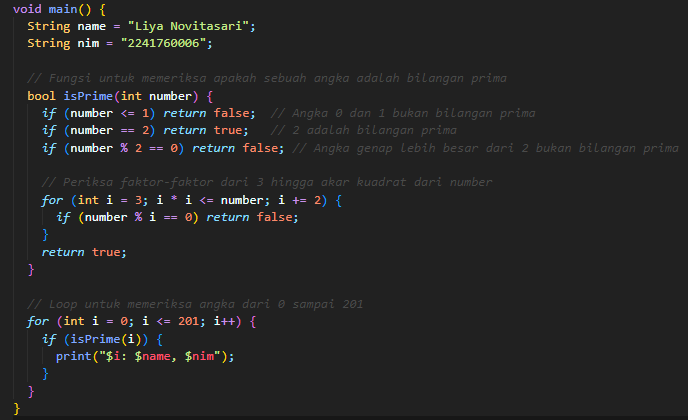 void main() {
  String name = "Liya Novitasari";
  String nim = "2241760006";

  // Fungsi untuk memeriksa apakah sebuah angka adalah bilangan prima
  bool isPrime(int number) {
    if (number <= 1) return false;  // Angka 0 dan 1 bukan bilangan prima
    if (number == 2) return true;   // 2 adalah bilangan prima
    if (number % 2 == 0) return false; // Angka genap lebih besar dari 2 bukan bilangan prima

    // Periksa faktor-faktor dari 3 hingga akar kuadrat dari number
    for (int i = 3; i * i <= number; i += 2) {
      if (number % i == 0) return false;
    }
    return true;
  }

  // Loop untuk memeriksa angka dari 0 sampai 201
  for (int i = 0; i <= 201; i++) {
    if (isPrime(i)) {
      print("$i: $name, $nim");
    }
  }
}